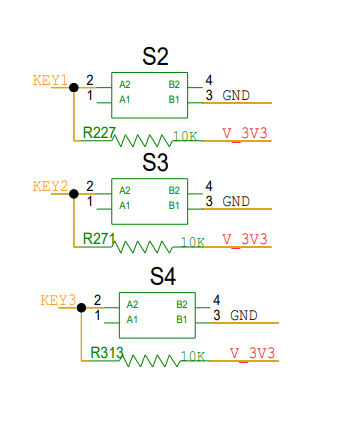 S2
KEY1 2 A2 B2 4
1 A1 B1 3 GND
R227 10K V_3V3
S3
KEY2 2 A2 B2 4
1 A1 B1 3 GND
R271 10K V_3V3
S4
KEY3 2 A2 B2 4
1 A1 B1 3 GND
R313 10K V_3V3